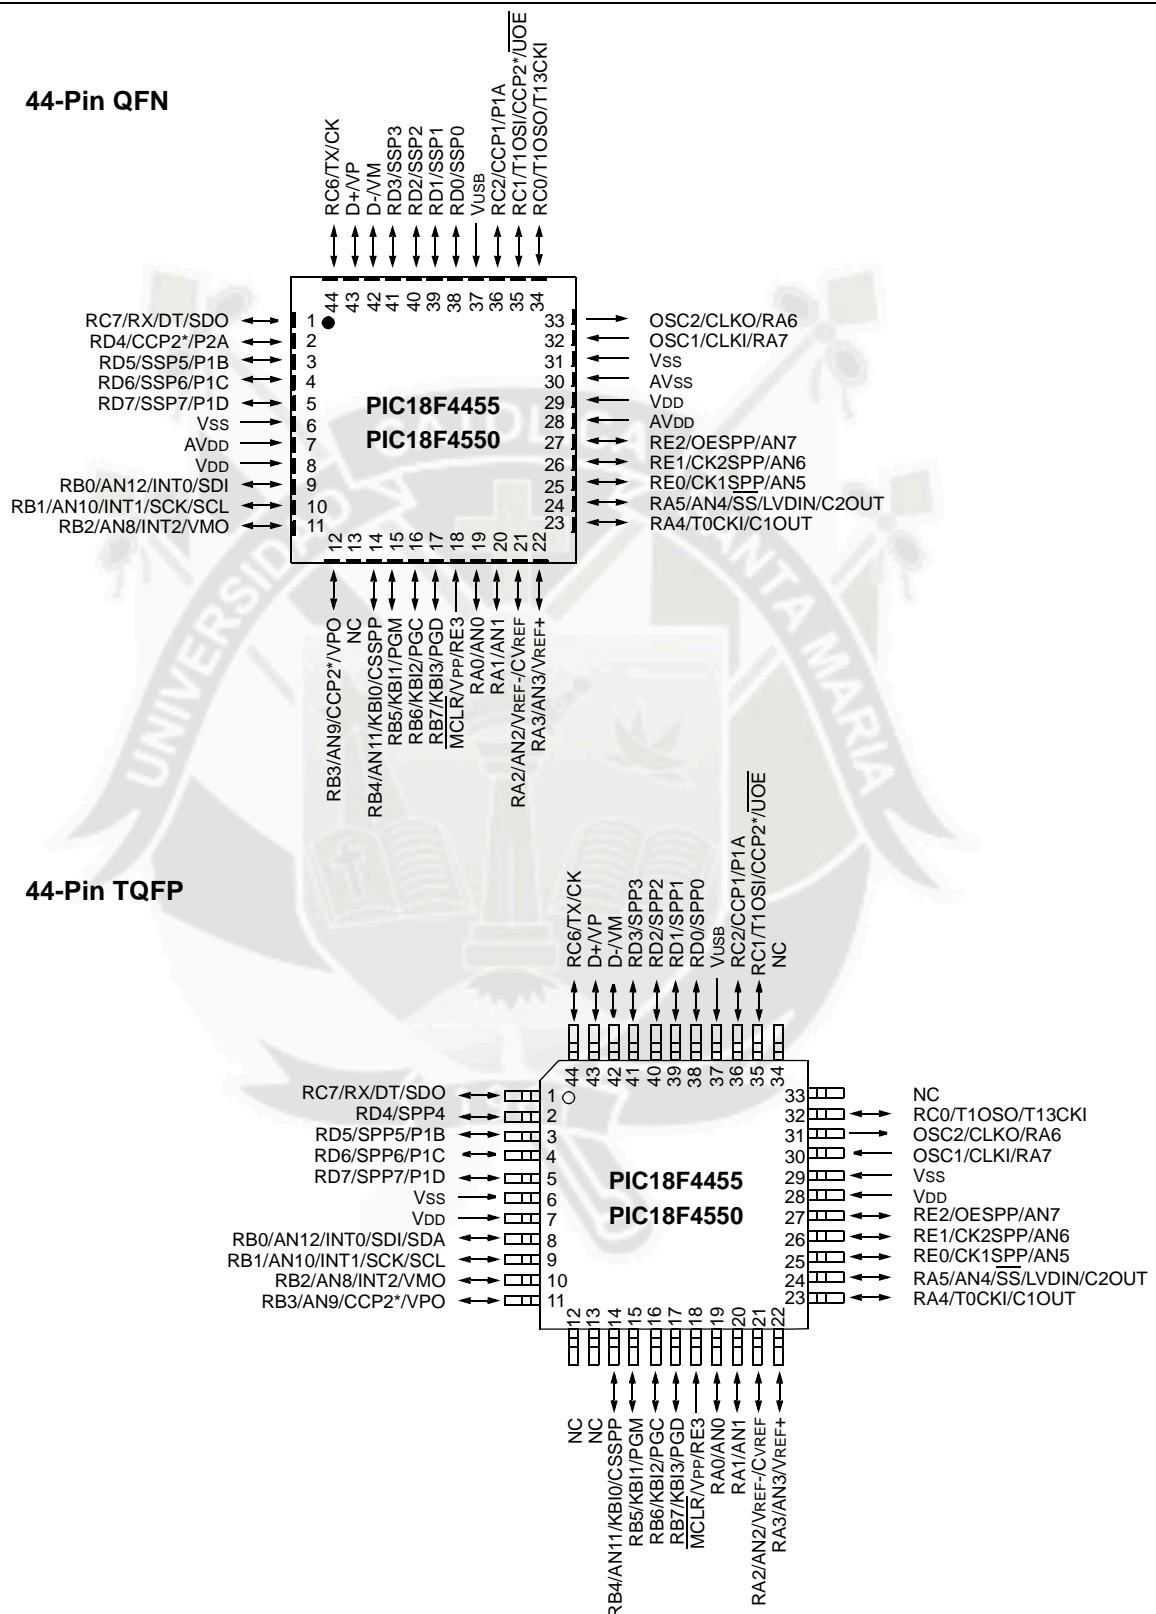 44-Pin QFN
RC6/TX/CK
D+/VP
D-/VM
RD3/SSP3
RD2/SSP2
RD1/SSP1
RD0/SSP0
VUSB
RC2/CCP1/P1A
RC1/T1OSI/CCP2*/UOE
RC0/T1OSO/T13CKI
44 43 42 41 40 39 38 37 36 35 34
RC7/RX/DT/SDO 1
RD4/CCP2*/P2A 2
RD5/SSP5/P1B 3
RD6/SSP6/P1C 4
RD7/SSP7/P1D 5
VSS 6
AVDD 7
VDD 8
RB0/AN12/INT0/SDI 9
RB1/AN10/INT1/SCK/SCL 10
RB2/AN8/INT2/VMO 11
PIC18F4455
PIC18F4550
33 OSC2/CLKO/RA6
32 OSC1/CLKI/RA7
31 VSS
30 AVSS
29 VDD
28 AVDD
27 RE2/OESPP/AN7
26 RE1/CK2SPP/AN6
25 RE0/CK1SPP/AN5
24 RA5/AN4/SS/LVDIN/C2OUT
23 RA4/T0CKI/C1OUT
12 13 14 15 16 17 18 19 20 21 22
RB3/AN9/CCP2*/VPO
NC
RB4/AN11/KBI0/CSSPP
RB5/KBI1/PGM
RB6/KBI2/PGC
RB7/KBI3/PGD
MCLR/VPP/RE3
RA0/AN0
RA1/AN1
RA2/AN2/VREF-/CVREF
RA3/AN3/VREF+
44-Pin TQFP
RC6/TX/CK
D+/VP
D-/VM
RD3/SPP3
RD2/SPP2
RD1/SPP1
RD0/SPP0
VUSB
RC2/CCP1/P1A
RC1/T1OSI/CCP2*/UOE
NC
44 43 42 41 40 39 38 37 36 35 34
RC7/RX/DT/SDO 1
RD4/SPP4 2
RD5/SPP5/P1B 3
RD6/SPP6/P1C 4
RD7/SPP7/P1D 5
VSS 6
VDD 7
RB0/AN12/INT0/SDI/SDA 8
RB1/AN10/INT1/SCK/SCL 9
RB2/AN8/INT2/VMO 10
RB3/AN9/CCP2*/VPO 11
PIC18F4455
PIC18F4550
33 NC
32 RC0/T1OSO/T13CKI
31 OSC2/CLKO/RA6
30 OSC1/CLKI/RA7
29 VSS
28 VDD
27 RE2/OESPP/AN7
26 RE1/CK2SPP/AN6
25 RE0/CK1SPP/AN5
24 RA5/AN4/SS/LVDIN/C2OUT
23 RA4/T0CKI/C1OUT
12 13 14 15 16 17 18 19 20 21 22
NC
NC
RB4/AN11/KBI0/CSSPP
RB5/KBI1/PGM
RB6/KBI2/PGC
RB7/KBI3/PGD
MCLR/VPP/RE3
RA0/AN0
RA1/AN1
RA2/AN2/VREF-/CVREF
RA3/AN3/VREF+
UNIVERSIDAD CATOLICA SANTA MARIA